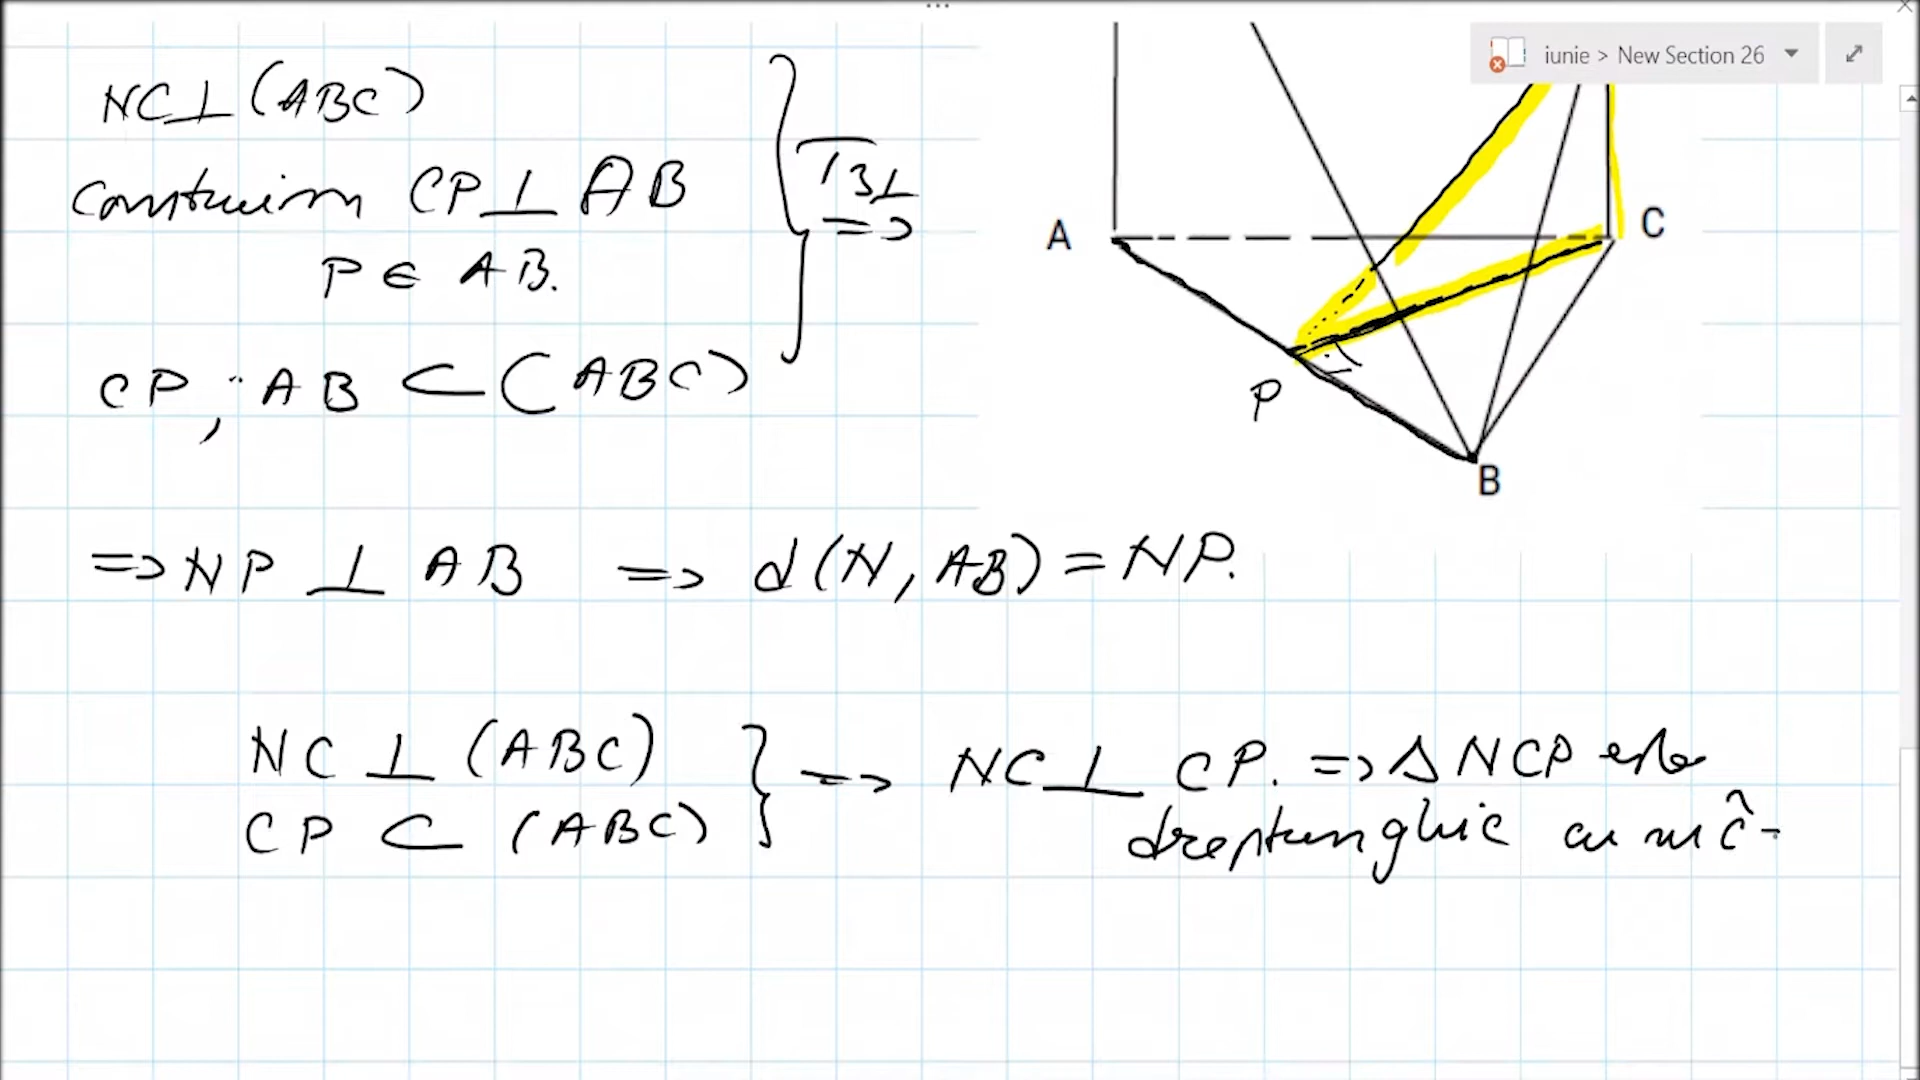 iunie > New Section 26
NC⊥(ABC)
Construim CP ⊥ AB
P ∈ AB.
CP, AB ⊂ (ABC)
T3⊥
=>
A
C
P
B
=> NP ⊥ AB => d(N, AB) = NP.
NC ⊥ (ABC)
CP ⊂ (ABC)
} => NC ⊥ CP. => Δ NCP este
dreptunghic cu m Ĉ -